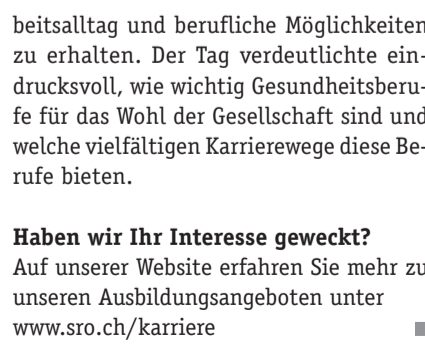 beitsalltag und berufliche Möglichkeiten
zu erhalten. Der Tag verdeutlichte ein-
drucksvoll, wie wichtig Gesundheitsberu-
fe für das Wohl der Gesellschaft sind und
welche vielfältigen Karrierewege diese Be-
rufe bieten.
Haben wir Ihr Interesse geweckt?
Auf unserer Website erfahren Sie mehr zu
unseren Ausbildungsangeboten unter
www.sro.ch/karriere